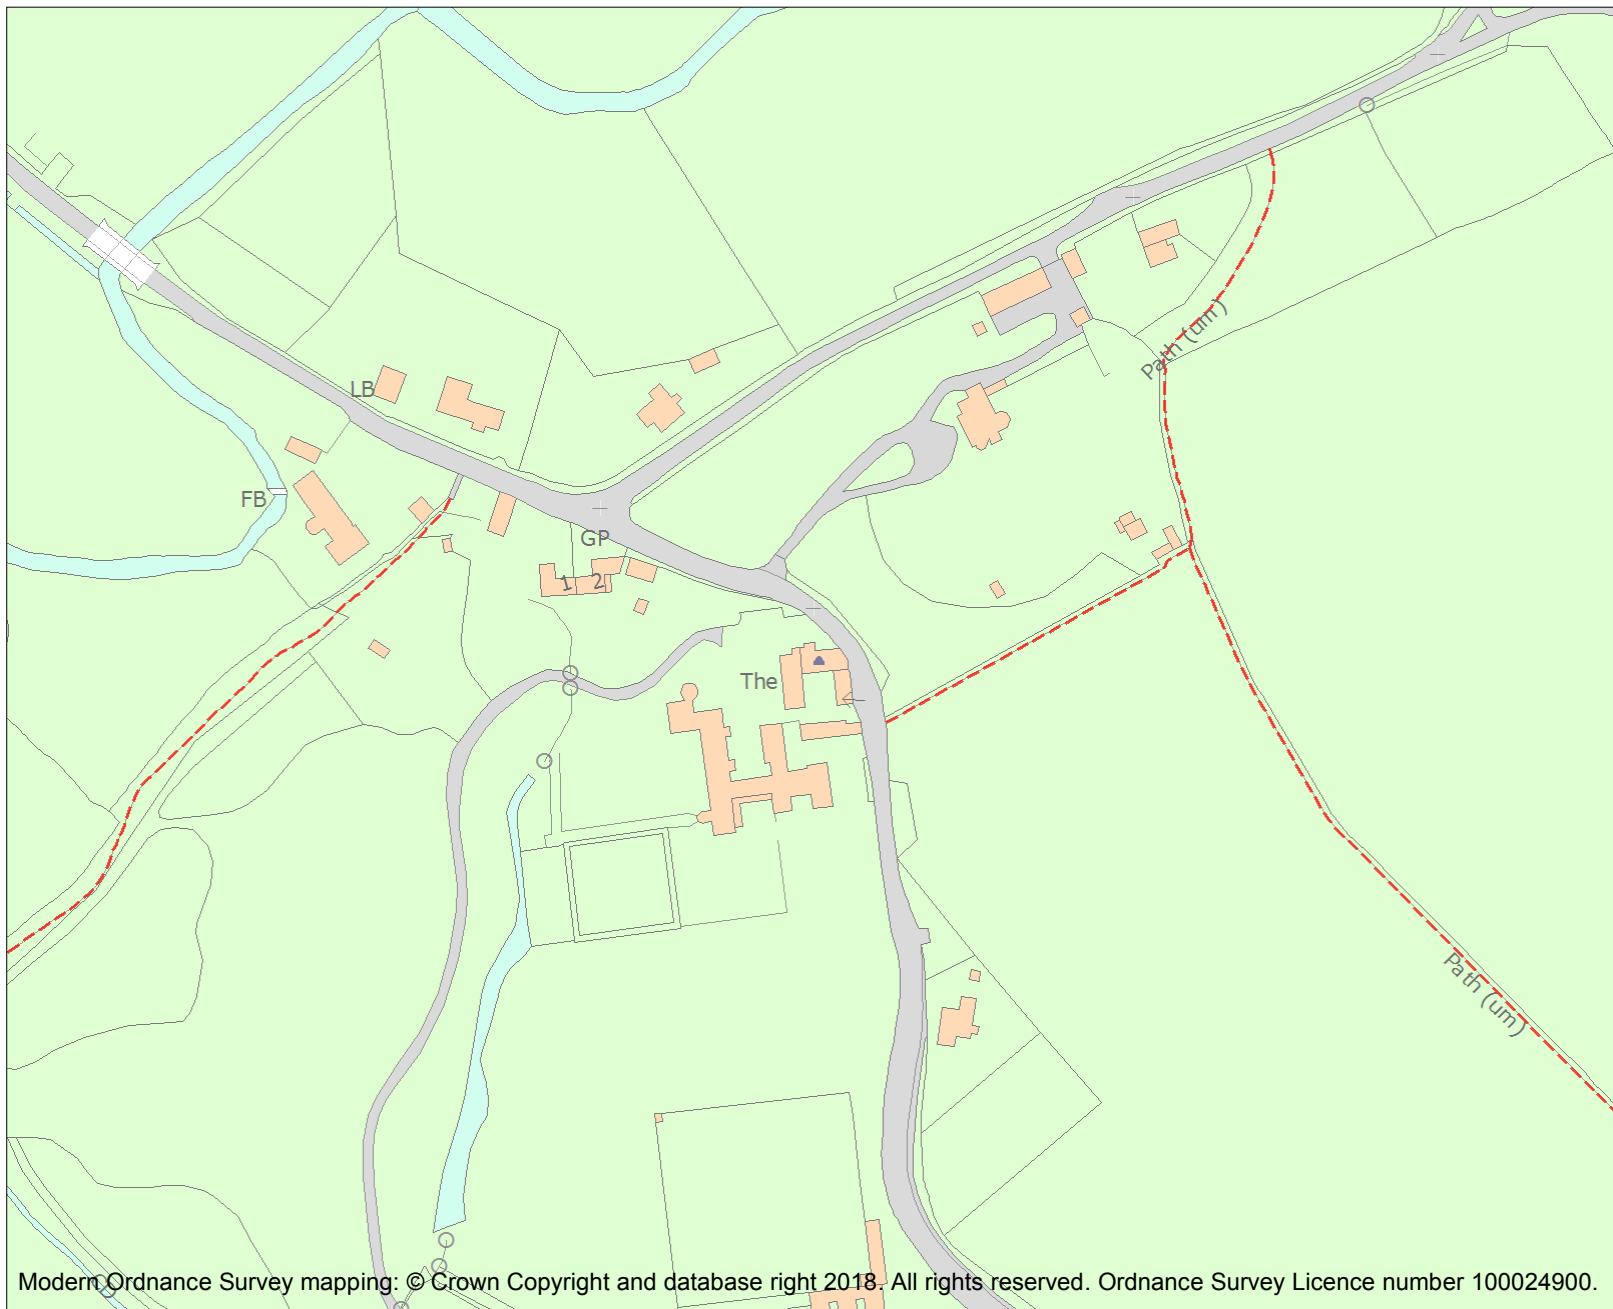 Path (um)
LB
FB
GP
1 2
The
Path (um)
Modern Ordnance Survey mapping: © Crown Copyright and database right 2018. All rights reserved. Ordnance Survey Licence number 100024900.